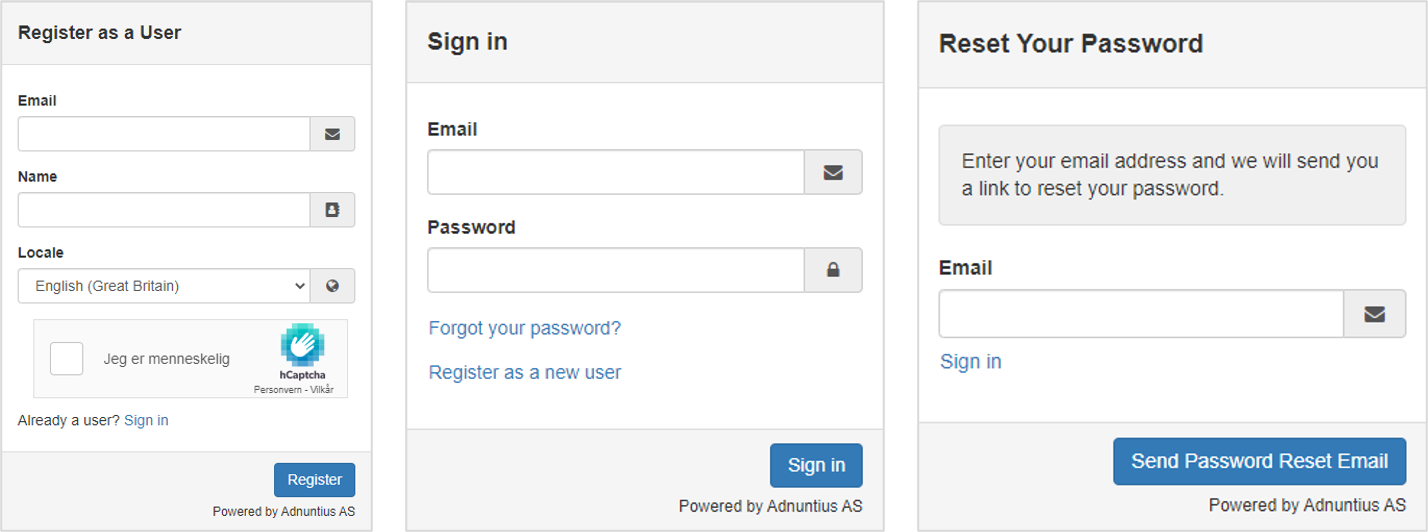 Register as a User
Email
Name
Locale
English (Great Britain)
Jeg er menneskelig
hCaptcha
Personvern - Vilkår
Already a user? Sign in
Register
Powered by Adnuntius AS
Sign in
Email
Password
Forgot your password?
Register as a new user
Sign in
Powered by Adnuntius AS
Reset Your Password
Enter your email address and we will send you
a link to reset your password.
Email
Sign in
Send Password Reset Email
Powered by Adnuntius AS